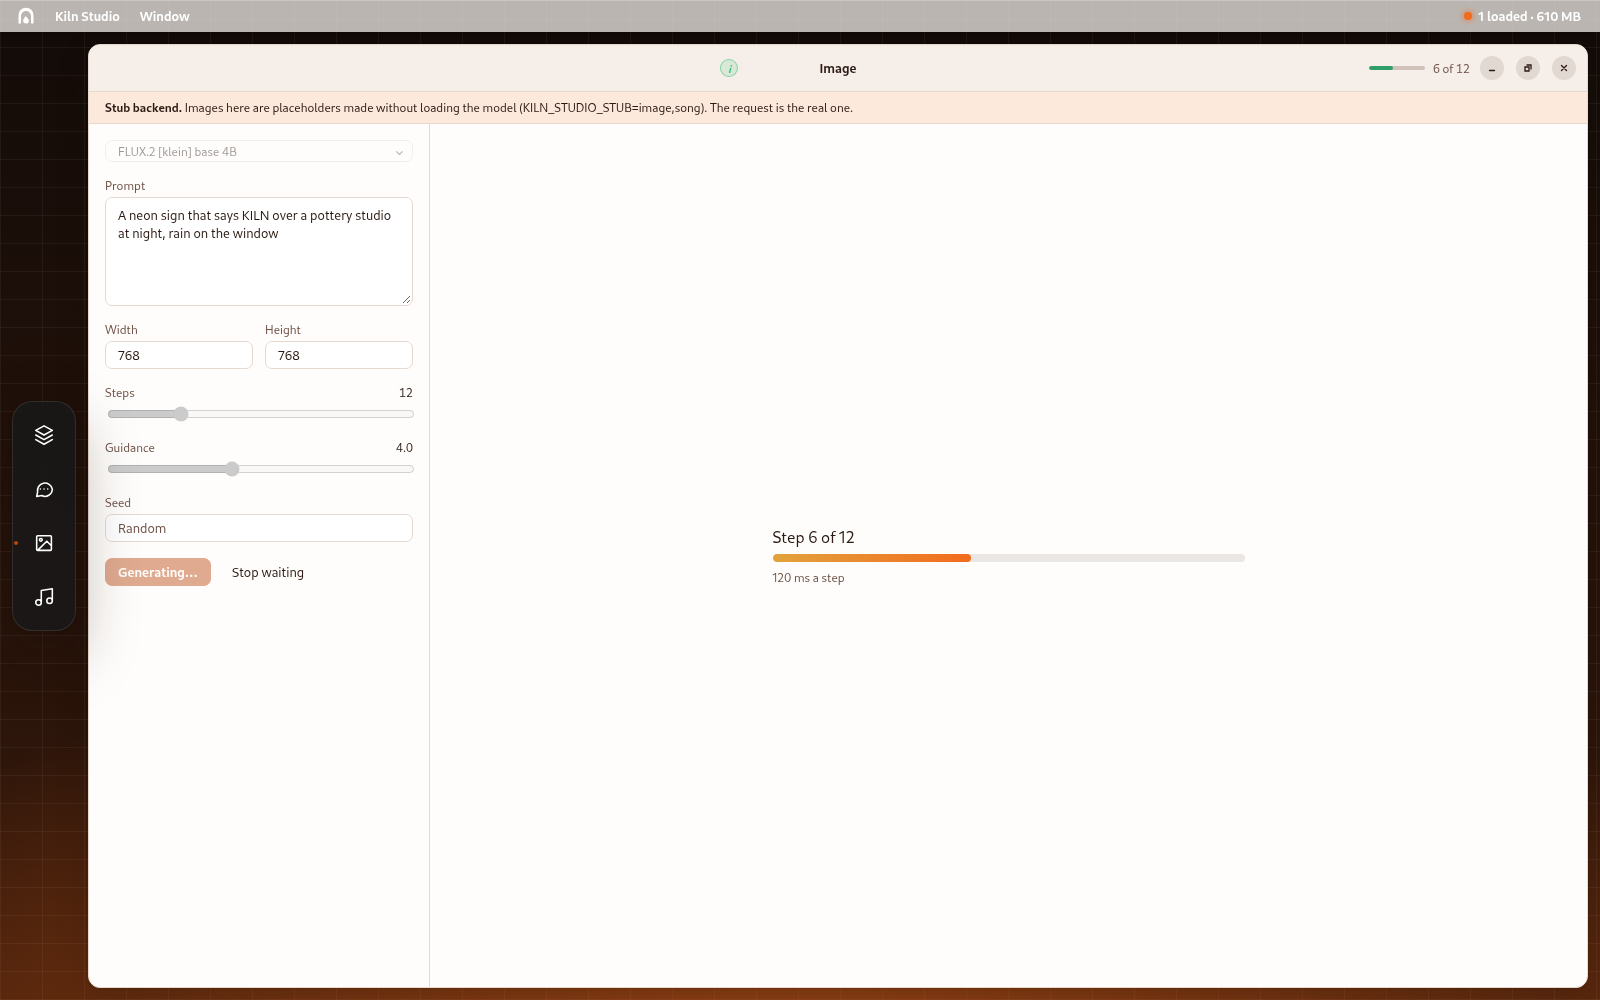 Kiln Studio
Window
1 loaded · 610 MB
Image
6 of 12
Stub backend. Images here are placeholders made without loading the model (KILN_STUDIO_STUB=image,song). The request is the real one.
FLUX.2 [klein] base 4B
Prompt
A neon sign that says KILN over a pottery studio
at night, rain on the window
Width
Height
768
768
Steps
12
Guidance
4.0
Seed
Random
Generating...
Stop waiting
Step 6 of 12
120 ms a step